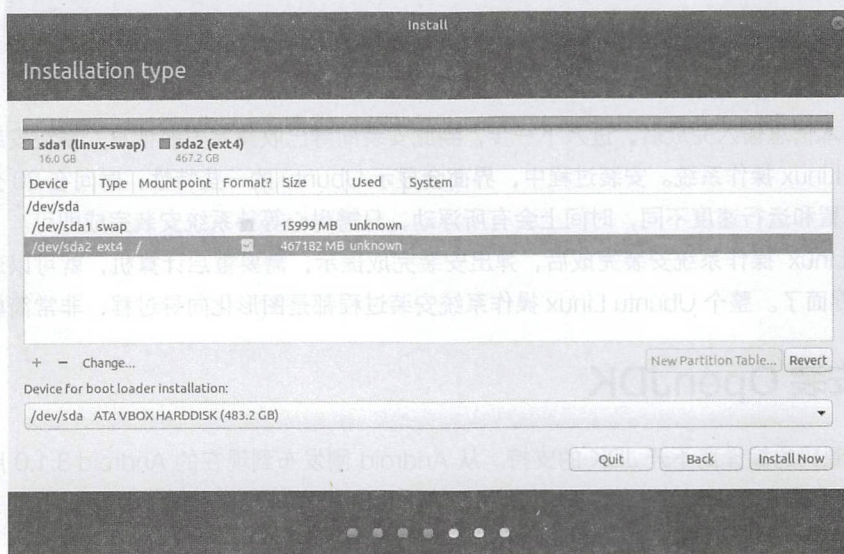 Install
Installation type
sda1 (linux-swap) sda2 (ext4)
16.0 GB 467.2 GB
Device Type Mount point Format? Size Used System
/dev/sda
/dev/sda1 swap 15999 MB unknown
/dev/sda2 ext4 / 467182 MB unknown
+ − Change...
New Partition Table... Revert
Device for boot loader installation:
/dev/sda ATA VBOX HARDDISK (483.2 GB)
Quit Back Install Now